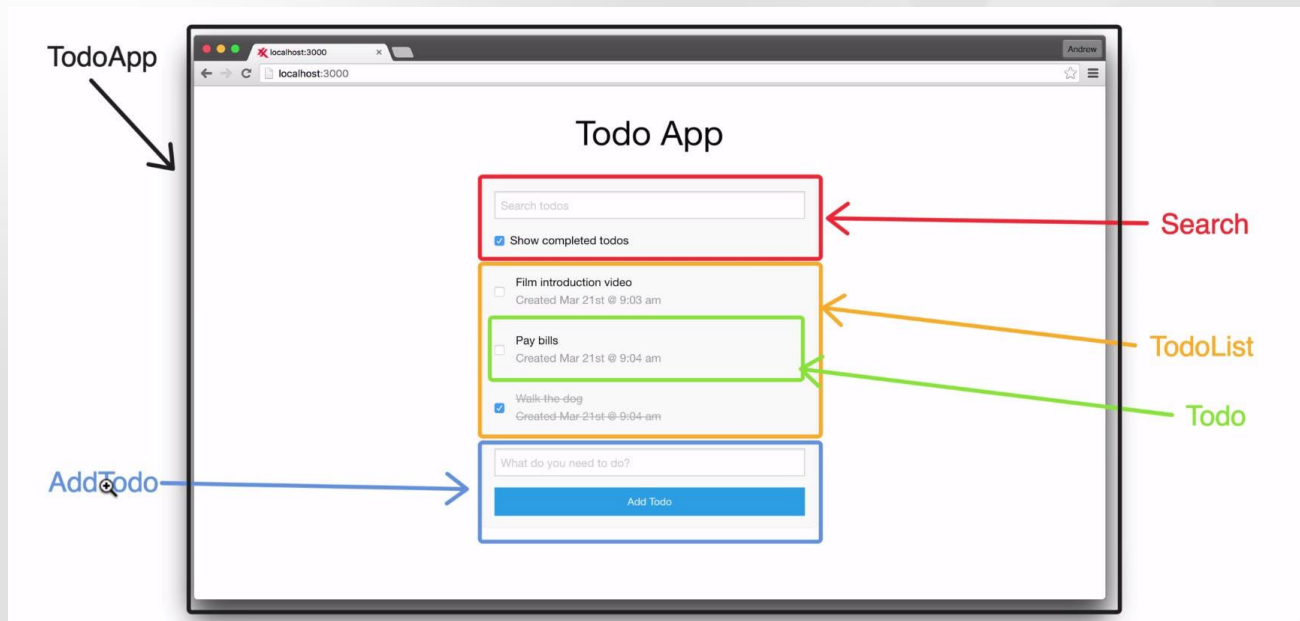 TodoApp
localhost:3000
Andrew
localhost:3000
Todo App
Search todos
Show completed todos
Search
Film introduction video
Created Mar 21st @ 9:03 am
Pay bills
Created Mar 21st @ 9:04 am
TodoList
Walk the dog
Created Mar 21st @ 9:04 am
Todo
What do you need to do?
AddTodo
Add Todo